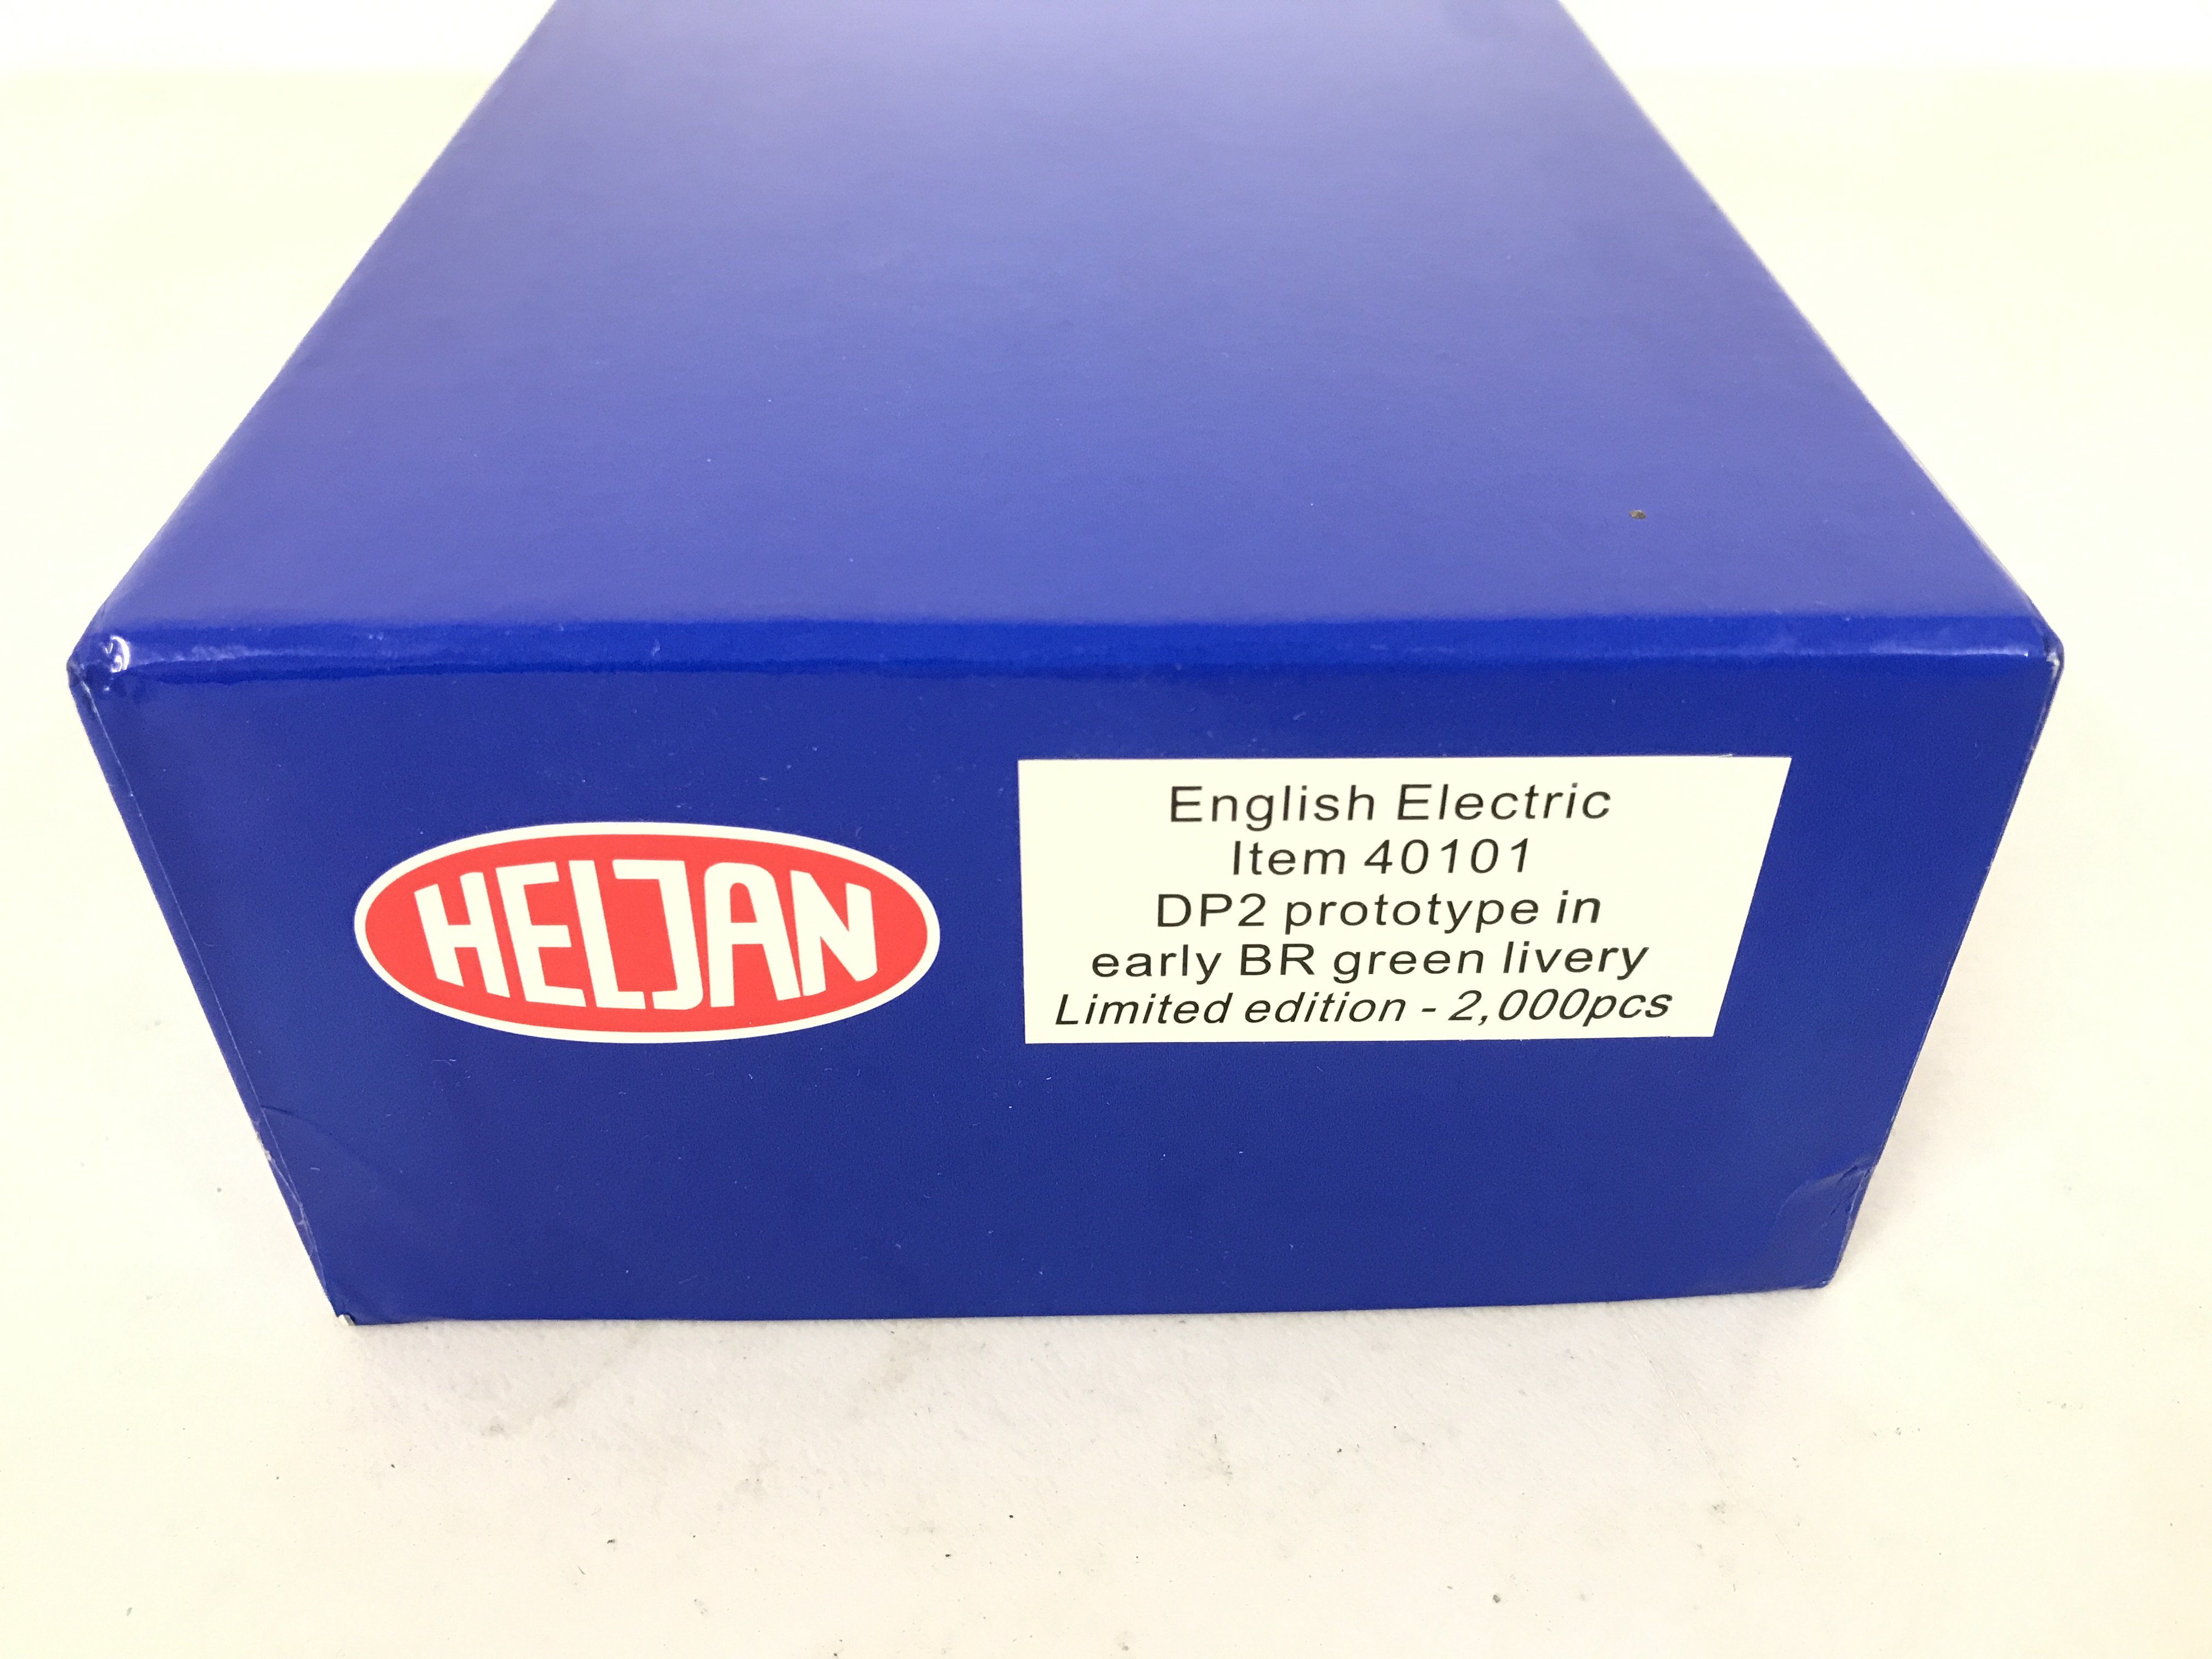 HELJAN
English Electric
Item 40101
DP2 prototype in
early BR green livery
Limited edition - 2,000pcs